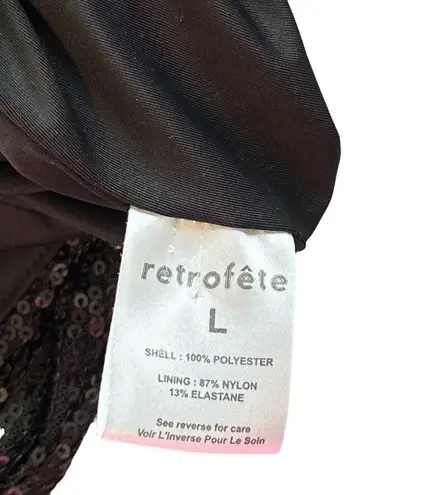 retrofête
L
SHELL : 100% POLYESTER
LINING : 87% NYLON
13% ELASTANE
See reverse for care
Voir L'Inverse Pour Le Soin